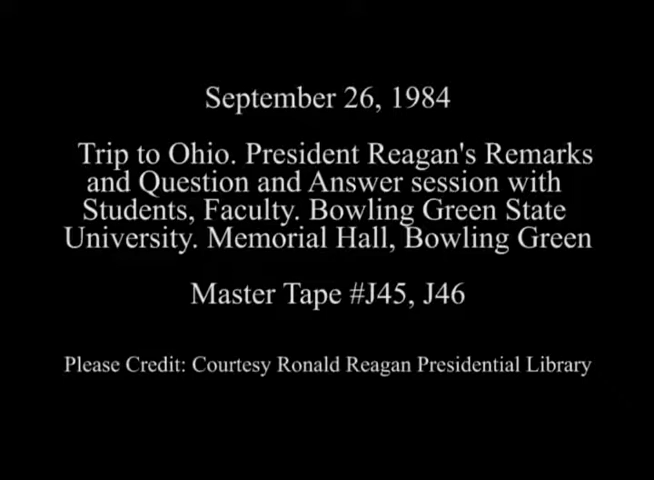 September 26, 1984
Trip to Ohio. President Reagan's Remarks
and Question and Answer session with
Students, Faculty. Bowling Green State
University. Memorial Hall, Bowling Green
Master Tape #J45, J46
Please Credit: Courtesy Ronald Reagan Presidential Library